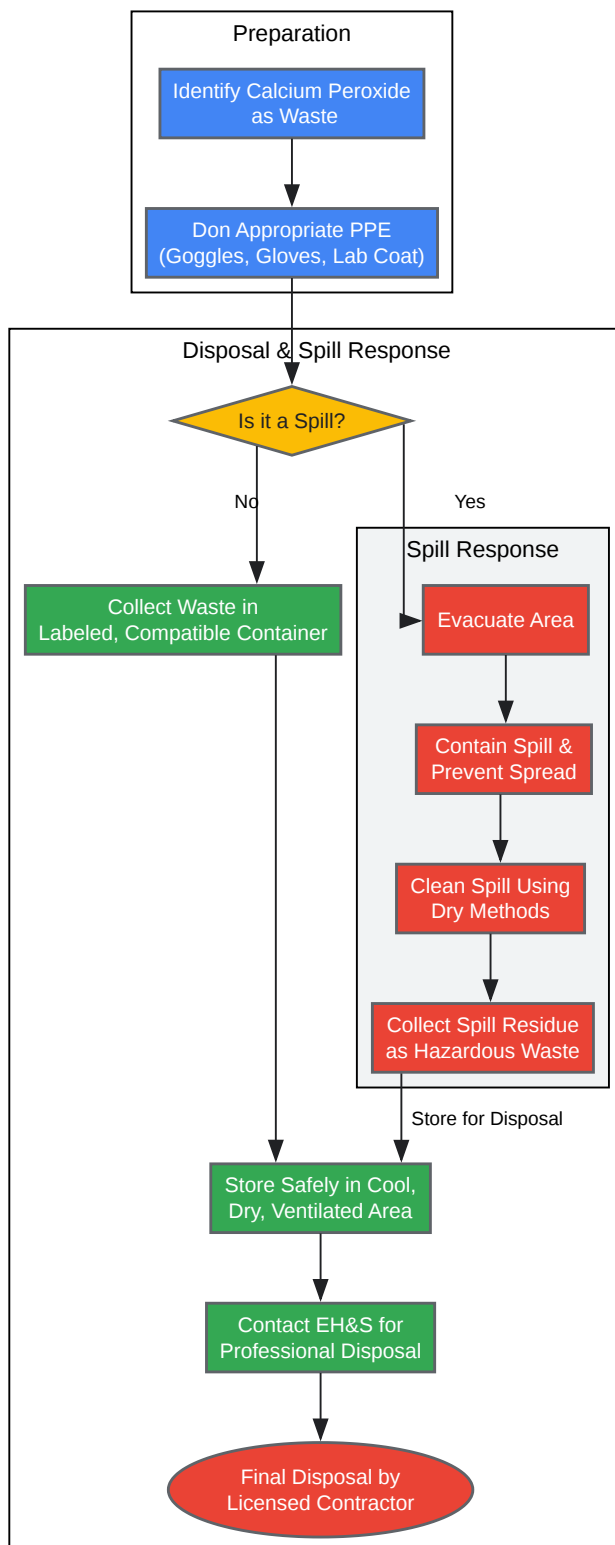 Preparation
Identify Calcium Peroxide
as Waste
Don Appropriate PPE
(Goggles, Gloves, Lab Coat)
Disposal & Spill Response
Is it a Spill?
No
Yes
Spill Response
Collect Waste in
Labeled, Compatible Container
Evacuate Area
Contain Spill &
Prevent Spread
Clean Spill Using
Dry Methods
Collect Spill Residue
as Hazardous Waste
Store for Disposal
Store Safely in Cool,
Dry, Ventilated Area
Contact EH&S for
Professional Disposal
Final Disposal by
Licensed Contractor